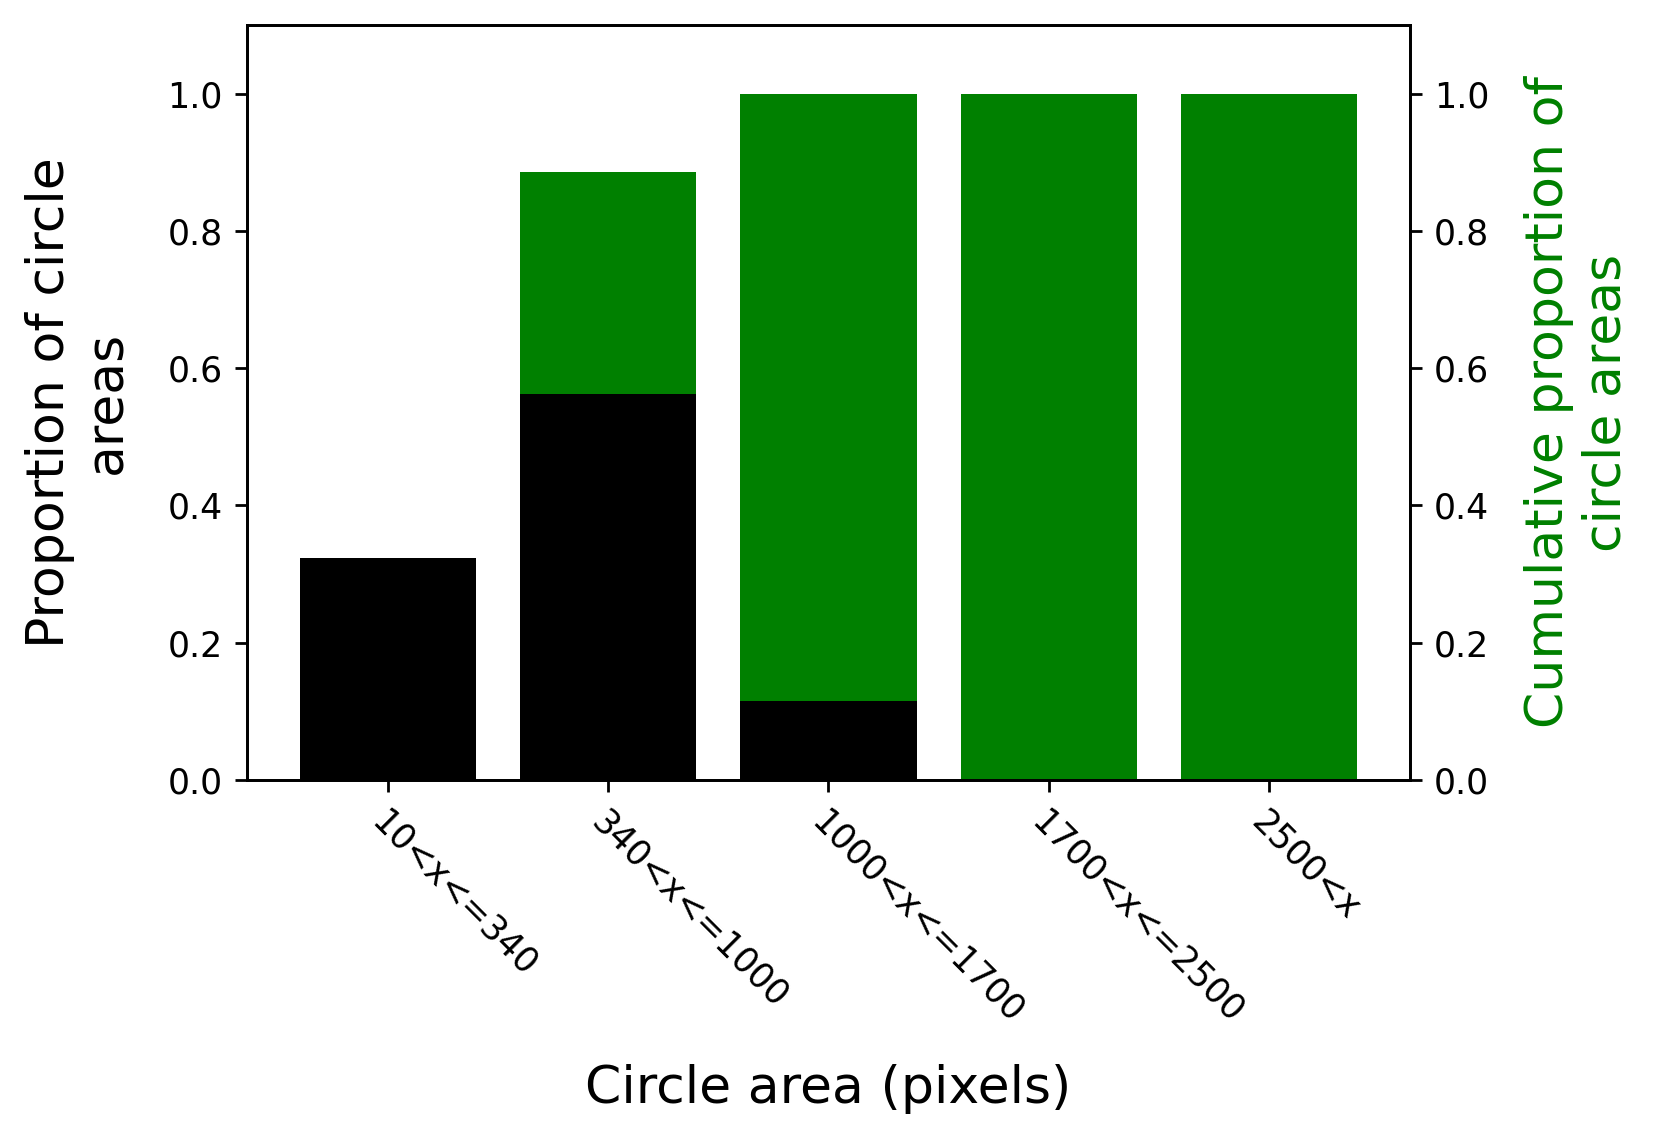 Proportion of circle
areas
1.0
0.8
0.6
0.4
0.2
0.0
1.0
0.8
0.6
0.4
0.2
0.0
Cumulative proportion of
circle areas
10<x<=340
340<x<=1000
1000<x<=1700
1700<x<=2500
2500<x
Circle area (pixels)